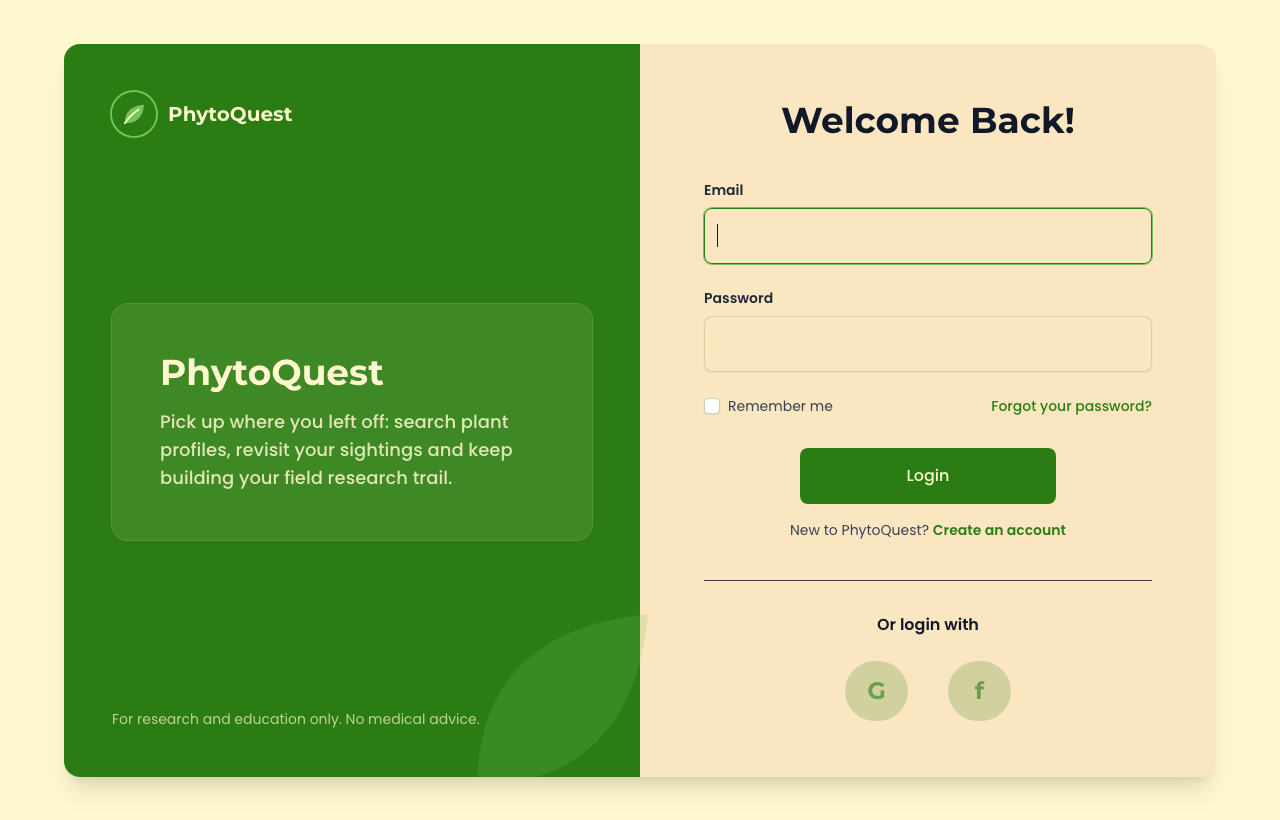 PhytoQuest
PhytoQuest
Pick up where you left off: search plant
profiles, revisit your sightings and keep
building your field research trail.
For research and education only. No medical advice.
Welcome Back!
Email
Password
Remember me
Forgot your password?
Login
New to PhytoQuest? Create an account
Or login with
G
f